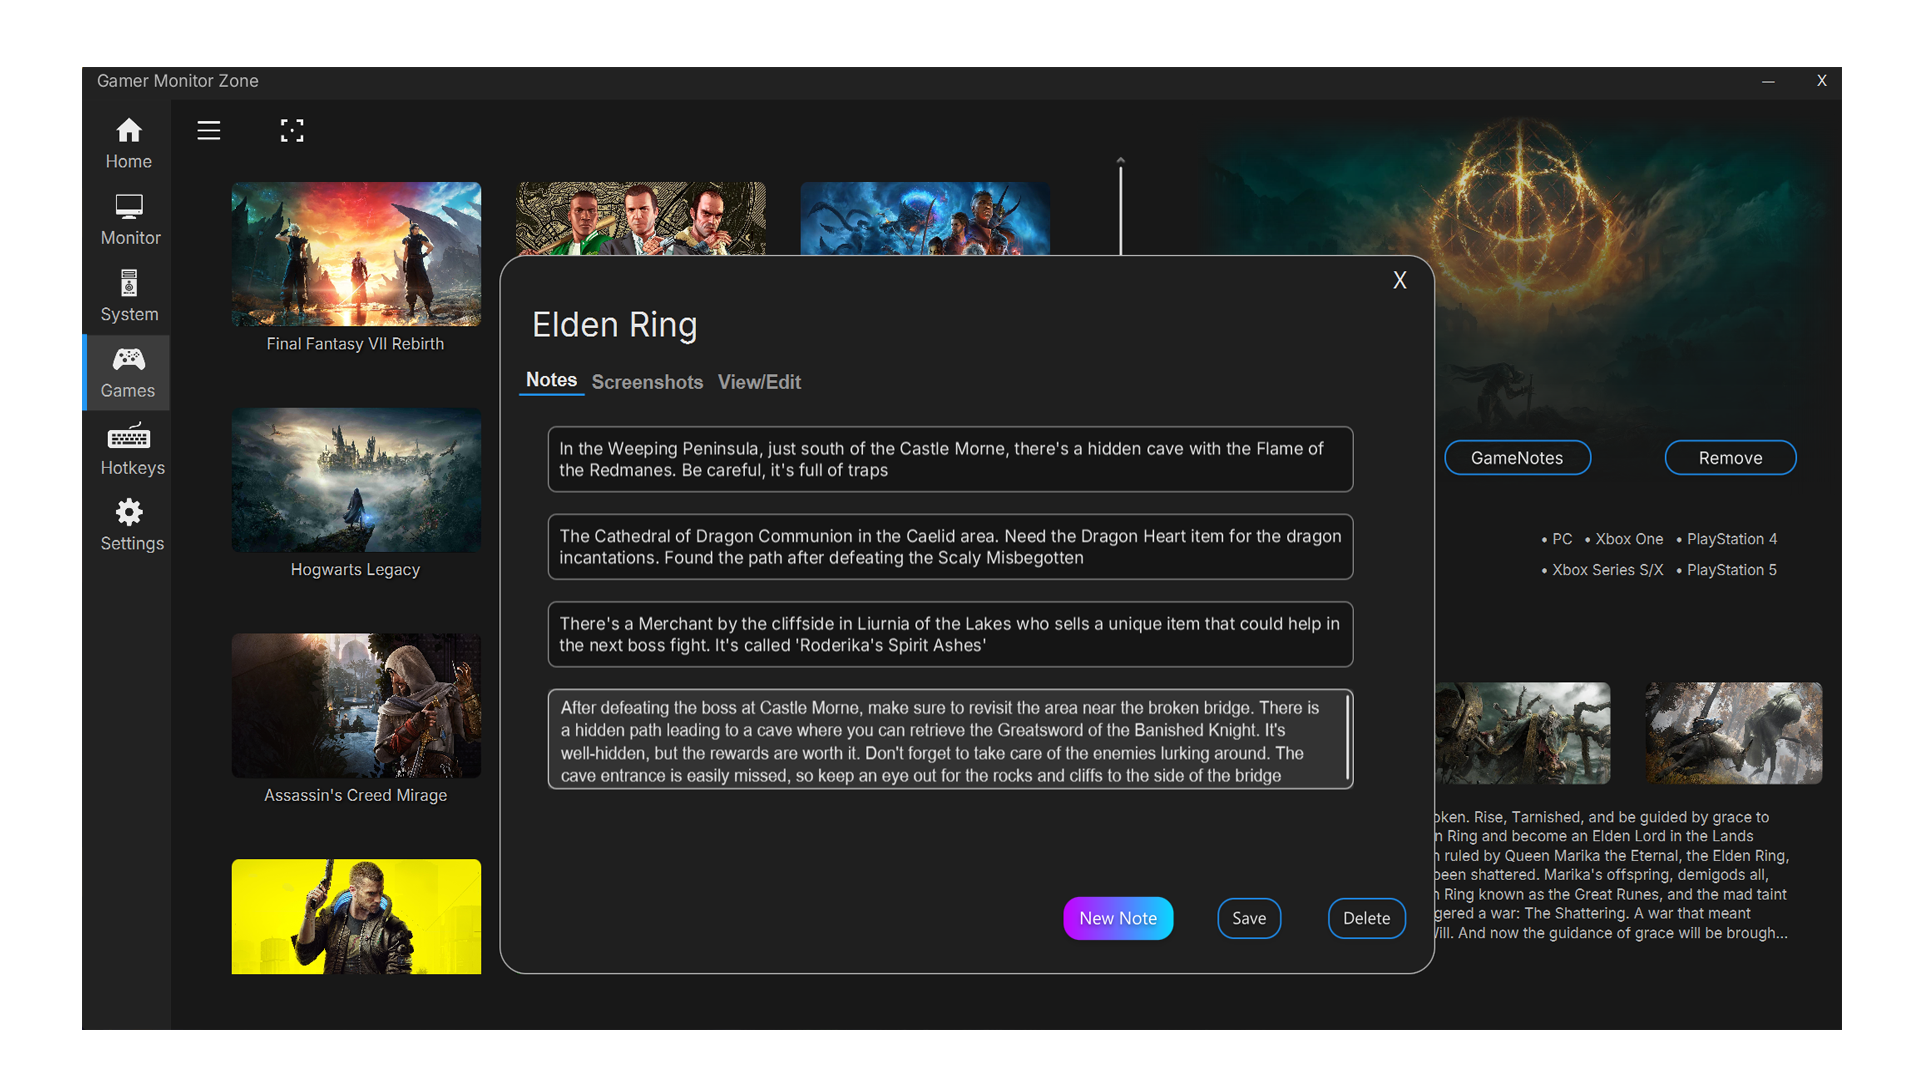 Gamer Monitor Zone
X
Home
Monitor
System
Games
Hotkeys
Settings
Final Fantasy VII Rebirth
Hogwarts Legacy
Assassin's Creed Mirage
X
Elden Ring
Notes Screenshots View/Edit
In the Weeping Peninsula, just south of the Castle Morne, there's a hidden cave with the Flame of
the Redmanes. Be careful, it's full of traps
The Cathedral of Dragon Communion in the Caelid area. Need the Dragon Heart item for the dragon
incantations. Found the path after defeating the Scaly Misbegotten
There's a Merchant by the cliffside in Liurnia of the Lakes who sells a unique item that could help in
the next boss fight. It's called 'Roderika's Spirit Ashes'
After defeating the boss at Castle Morne, make sure to revisit the area near the broken bridge. There is
a hidden path leading to a cave where you can retrieve the Greatsword of the Banished Knight. It's
well-hidden, but the rewards are worth it. Don't forget to take care of the enemies lurking around. The
cave entrance is easily missed, so keep an eye out for the rocks and cliffs to the side of the bridge
New Note Save Delete
GameNotes Remove
• PC • Xbox One • PlayStation 4
• Xbox Series S/X • PlayStation 5
oken. Rise, Tarnished, and be guided by grace to
n Ring and become an Elden Lord in the Lands
ruled by Queen Marika the Eternal, the Elden Ring,
been shattered. Marika's offspring, demigods all,
n Ring known as the Great Runes, and the mad taint
gered a war: The Shattering. A war that meant
Will. And now the guidance of grace will be brough...